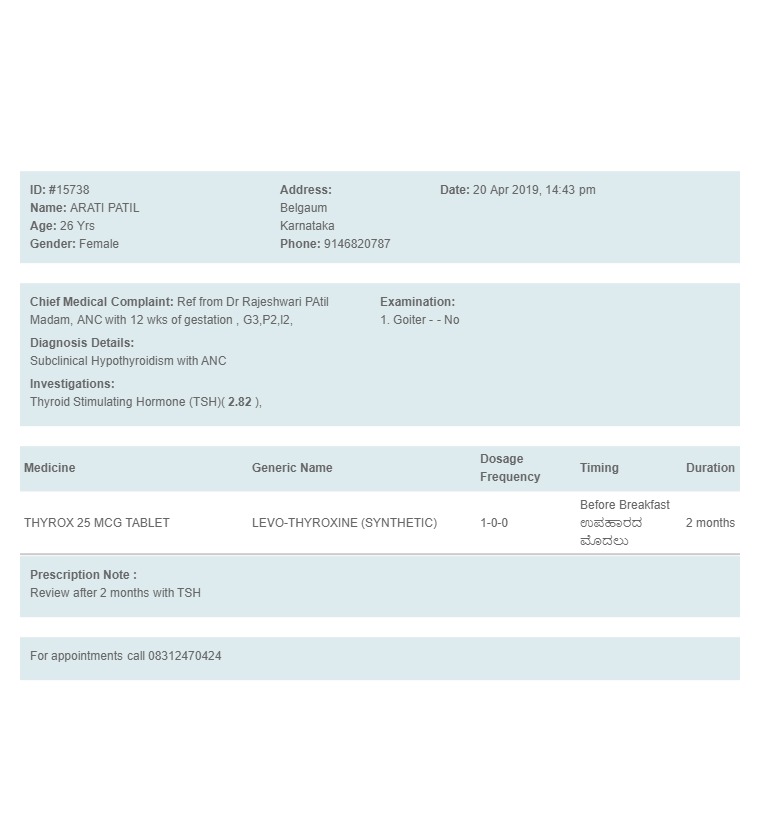 ID: #15738
Name: ARATI PATIL
Age: 26 Yrs
Gender: Female
Address:
Belgaum
Karnataka
Phone: 9146820787
Date: 20 Apr 2019, 14:43 pm
Chief Medical Complaint: Ref from Dr Rajeshwari PAtil
Madam, ANC with 12 wks of gestation , G3,P2,I2,
Diagnosis Details:
Subclinical Hypothyroidism with ANC
Investigations:
Thyroid Stimulating Hormone (TSH)( 2.82 ),
Examination:
1. Goiter - - No
Medicine Generic Name Dosage Frequency Timing Duration
THYROX 25 MCG TABLET LEVO-THYROXINE (SYNTHETIC) 1-0-0 Before Breakfast ಉಪಹಾರದ ಮೊದಲು 2 months
Prescription Note :
Review after 2 months with TSH
For appointments call 08312470424